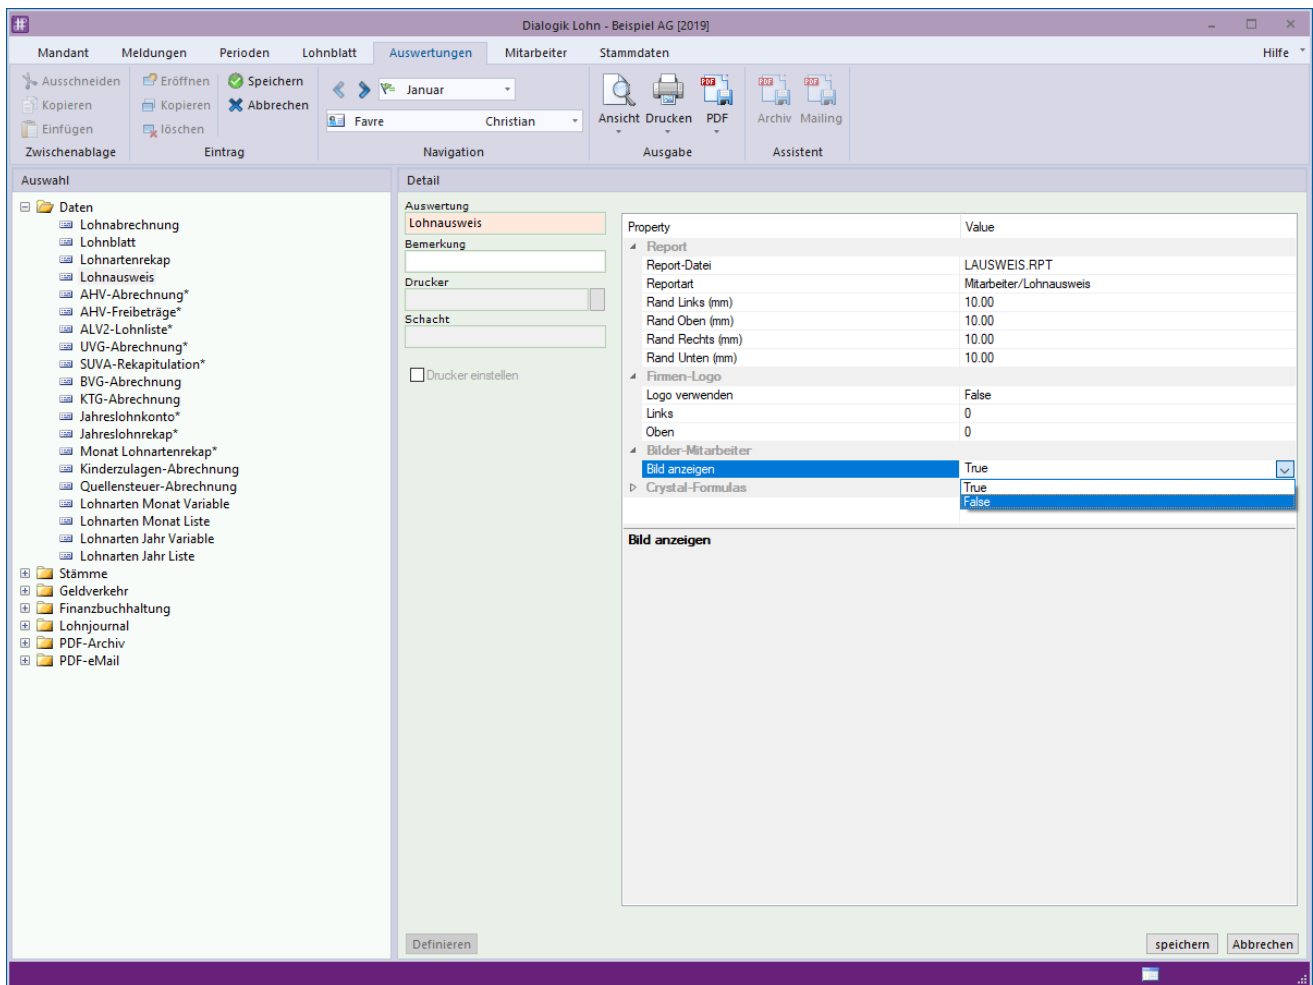 Dialogik Lohn - Beispiel AG [2019]
Mandant Meldungen Perioden Lohnblatt Auswertungen Mitarbeiter Stammdaten Hilfe
Ausschneiden Eröffnen Speichern
Januar
Kopieren Kopieren Abbrechen
Einfügen löschen
Favre Christian
Ansicht Drucken PDF Archiv Mailing
Zwischenablage Eintrag Navigation Ausgabe Assistent
Auswahl
Daten
Lohnabrechnung
Lohnblatt
Lohnartenrekap
Lohnausweis
AHV-Abrechnung*
AHV-Freibeträge*
ALV2-Lohnliste*
UVG-Abrechnung*
SUVA-Rekapitulation*
BVG-Abrechnung
KTG-Abrechnung
Jahreslohnkonto*
Jahreslohnrekap*
Monat Lohnartenrekap*
Kinderzulagen-Abrechnung
Quellensteuer-Abrechnung
Lohnarten Monat Variable
Lohnarten Monat Liste
Lohnarten Jahr Variable
Lohnarten Jahr Liste
Stämme
Geldverkehr
Finanzbuchhaltung
Lohnjournal
PDF-Archiv
PDF-eMail
Detail
Auswertung
Lohnausweis
Bemerkung
Drucker
Schacht
Drucker einstellen
Property Value
Report
Report-Datei LAUSWEIS.RPT
Reportart Mitarbeiter/Lohnausweis
Rand Links (mm) 10.00
Rand Oben (mm) 10.00
Rand Rechts (mm) 10.00
Rand Unten (mm) 10.00
Firmen-Logo
Logo verwenden False
Links 0
Oben 0
Bilder-Mitarbeiter
Bild anzeigen True
Crystal-Formulas True
False
Bild anzeigen
Definieren speichern Abbrechen